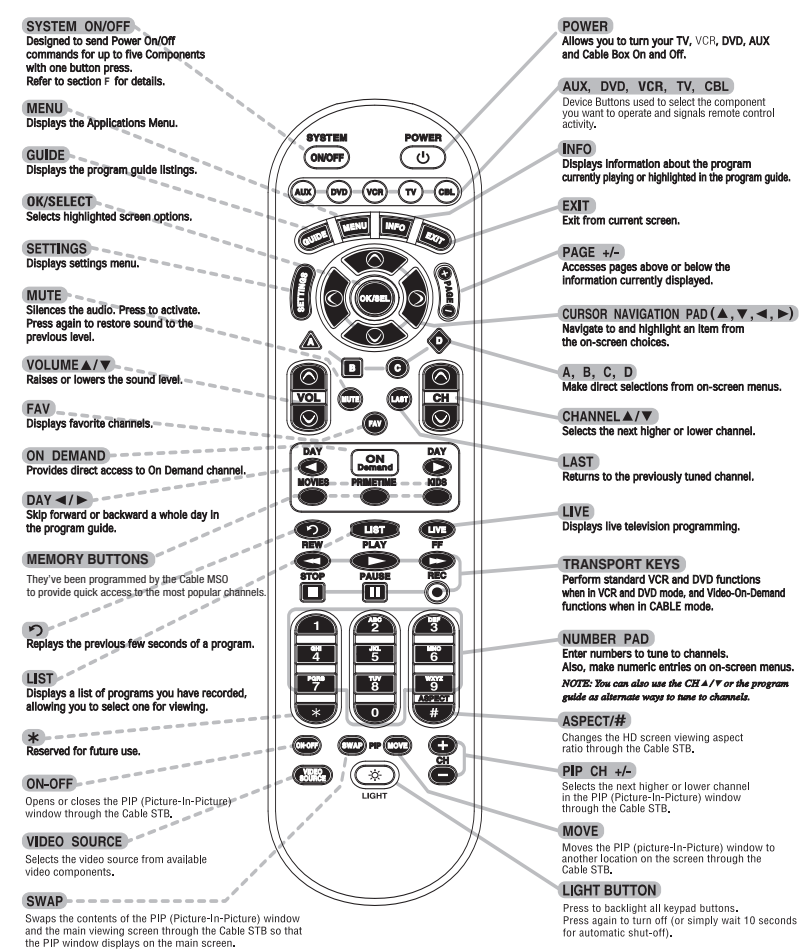 SYSTEM ON/OFF
Designed to send Power On/Off
commands for up to five Components
with one button press.
Refer to section F for details.
MENU
Displays the Applications Menu.
GUIDE
Displays the program guide listings.
OK/SELECT
Selects highlighted screen options.
SETTINGS
Displays settings menu.
MUTE
Silences the audio. Press to activate.
Press again to restore sound to the
previous level.
VOLUME▲/▼
Raises or lowers the sound level.
FAV
Displays favorite channels.
ON DEMAND
Provides direct access to On Demand channel.
DAY ◄/►
Skip forward or backward a whole day in
the program guide.
MEMORY BUTTONS
They've been programmed by the Cable MSO
to provide quick access to the most popular channels.
Replays the previous few seconds of a program.
LIST
Displays a list of programs you have recorded,
allowing you to select one for viewing.
*
Reserved for future use.
ON-OFF
Opens or closes the PIP (Picture-In-Picture)
window through the Cable STB.
VIDEO SOURCE
Selects the video source from available
video components.
SWAP
Swaps the contents of the PIP (Picture-In-Picture) window
and the main viewing screen through the Cable STB so that
the PIP window displays on the main screen.
SYSTEM
POWER
ON/OFF
AUX
DVD
VCR
TV
CBL
GUIDE
MENU
INFO
EXIT
SETTINGS
OK/SEL
+ PAGE -
A
B
C
D
VOL
MUTE
LAST
CH
FAV
DAY
ON
Demand
DAY
MOVIES
PRIMETIME
KIDS
LIST
LIVE
REW
PLAY
FF
STOP
PAUSE
REC
1
ABC
2
DEF
3
GHI
4
JKL
5
MNO
6
PQRS
7
TUV
8
WXYZ
9
ASPECT
*
0
#
ON-OFF
SWAP
PIP
MOVE
+
CH
-
VIDEO
SOURCE
LIGHT
POWER
Allows you to turn your TV, VCR, DVD, AUX
and Cable Box On and Off.
AUX, DVD, VCR, TV, CBL
Device Buttons used to select the component
you want to operate and signals remote control
activity.
INFO
Displays information about the program
currently playing or highlighted in the program guide.
EXIT
Exit from current screen.
PAGE +/-
Accesses pages above or below the
information currently displayed.
CURSOR NAVIGATION PAD (▲,▼,◄,►)
Navigate to and highlight an item from
the on-screen choices.
A, B, C, D
Make direct selections from on-screen menus.
CHANNEL▲/▼
Selects the next higher or lower channel.
LAST
Returns to the previously tuned channel.
LIVE
Displays live television programming.
TRANSPORT KEYS
Perform standard VCR and DVD functions
when in VCR and DVD mode, and Video-On-Demand
functions when in CABLE mode.
NUMBER PAD
Enter numbers to tune to channels.
Also, make numeric entries on on-screen menus.
NOTE: You can also use the CH▲/▼ or the program
guide as alternate ways to tune to channels.
ASPECT/#
Changes the HD screen viewing aspect
ratio through the Cable STB.
PIP CH +/-
Selects the next higher or lower channel
in the PIP (Picture-In-Picture) window
through the Cable STB.
MOVE
Moves the PIP (picture-In-Picture) window to
another location on the screen through the
Cable STB.
LIGHT BUTTON
Press to backlight all keypad buttons.
Press again to turn off (or simply wait 10 seconds
for automatic shut-off).